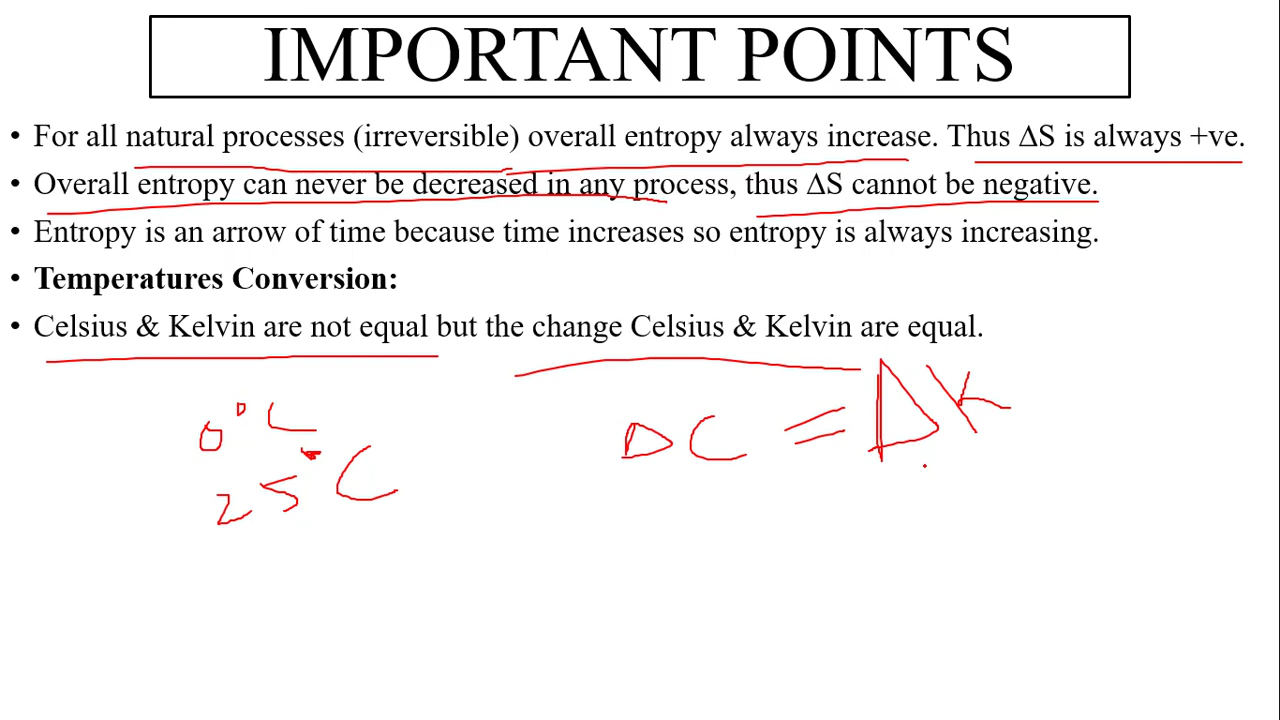 IMPORTANT POINTS
• For all natural processes (irreversible) overall entropy always increase. Thus ΔS is always +ve.
• Overall entropy can never be decreased in any process, thus ΔS cannot be negative.
• Entropy is an arrow of time because time increases so entropy is always increasing.
• Temperatures Conversion:
• Celsius & Kelvin are not equal but the change Celsius & Kelvin are equal.
0°C
ΔC = ΔK
25°C